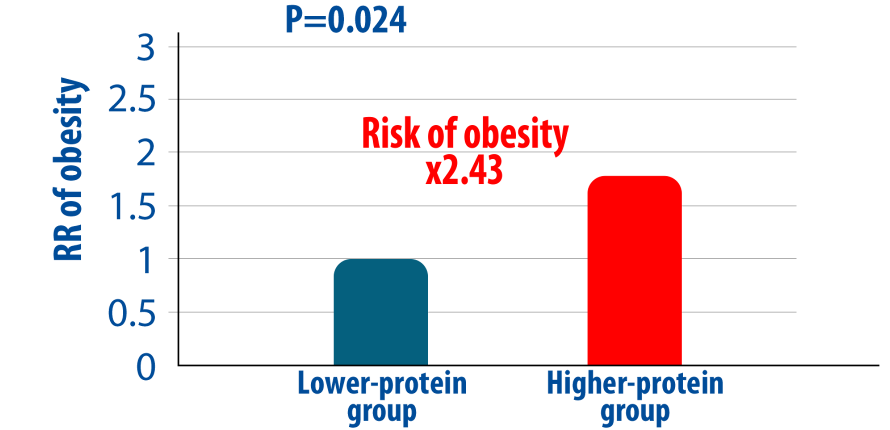 P=0.024
RR of obesity
3
2.5
2
1.5
1
0.5
0
Risk of obesity
x2.43
Lower-protein
group
Higher-protein
group